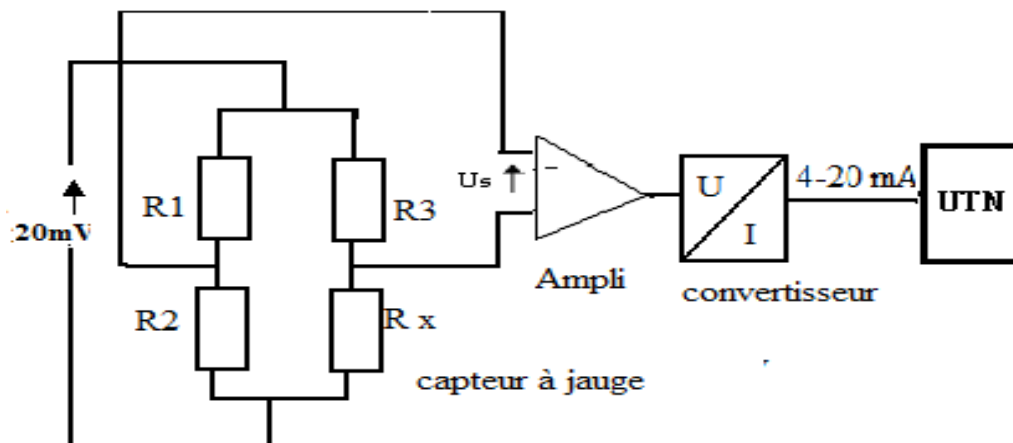 R1
R3
R2
R x
20mV
Us
-
Ampli
U
I
convertisseur
4-20 mA
UTN
capteur à jauge